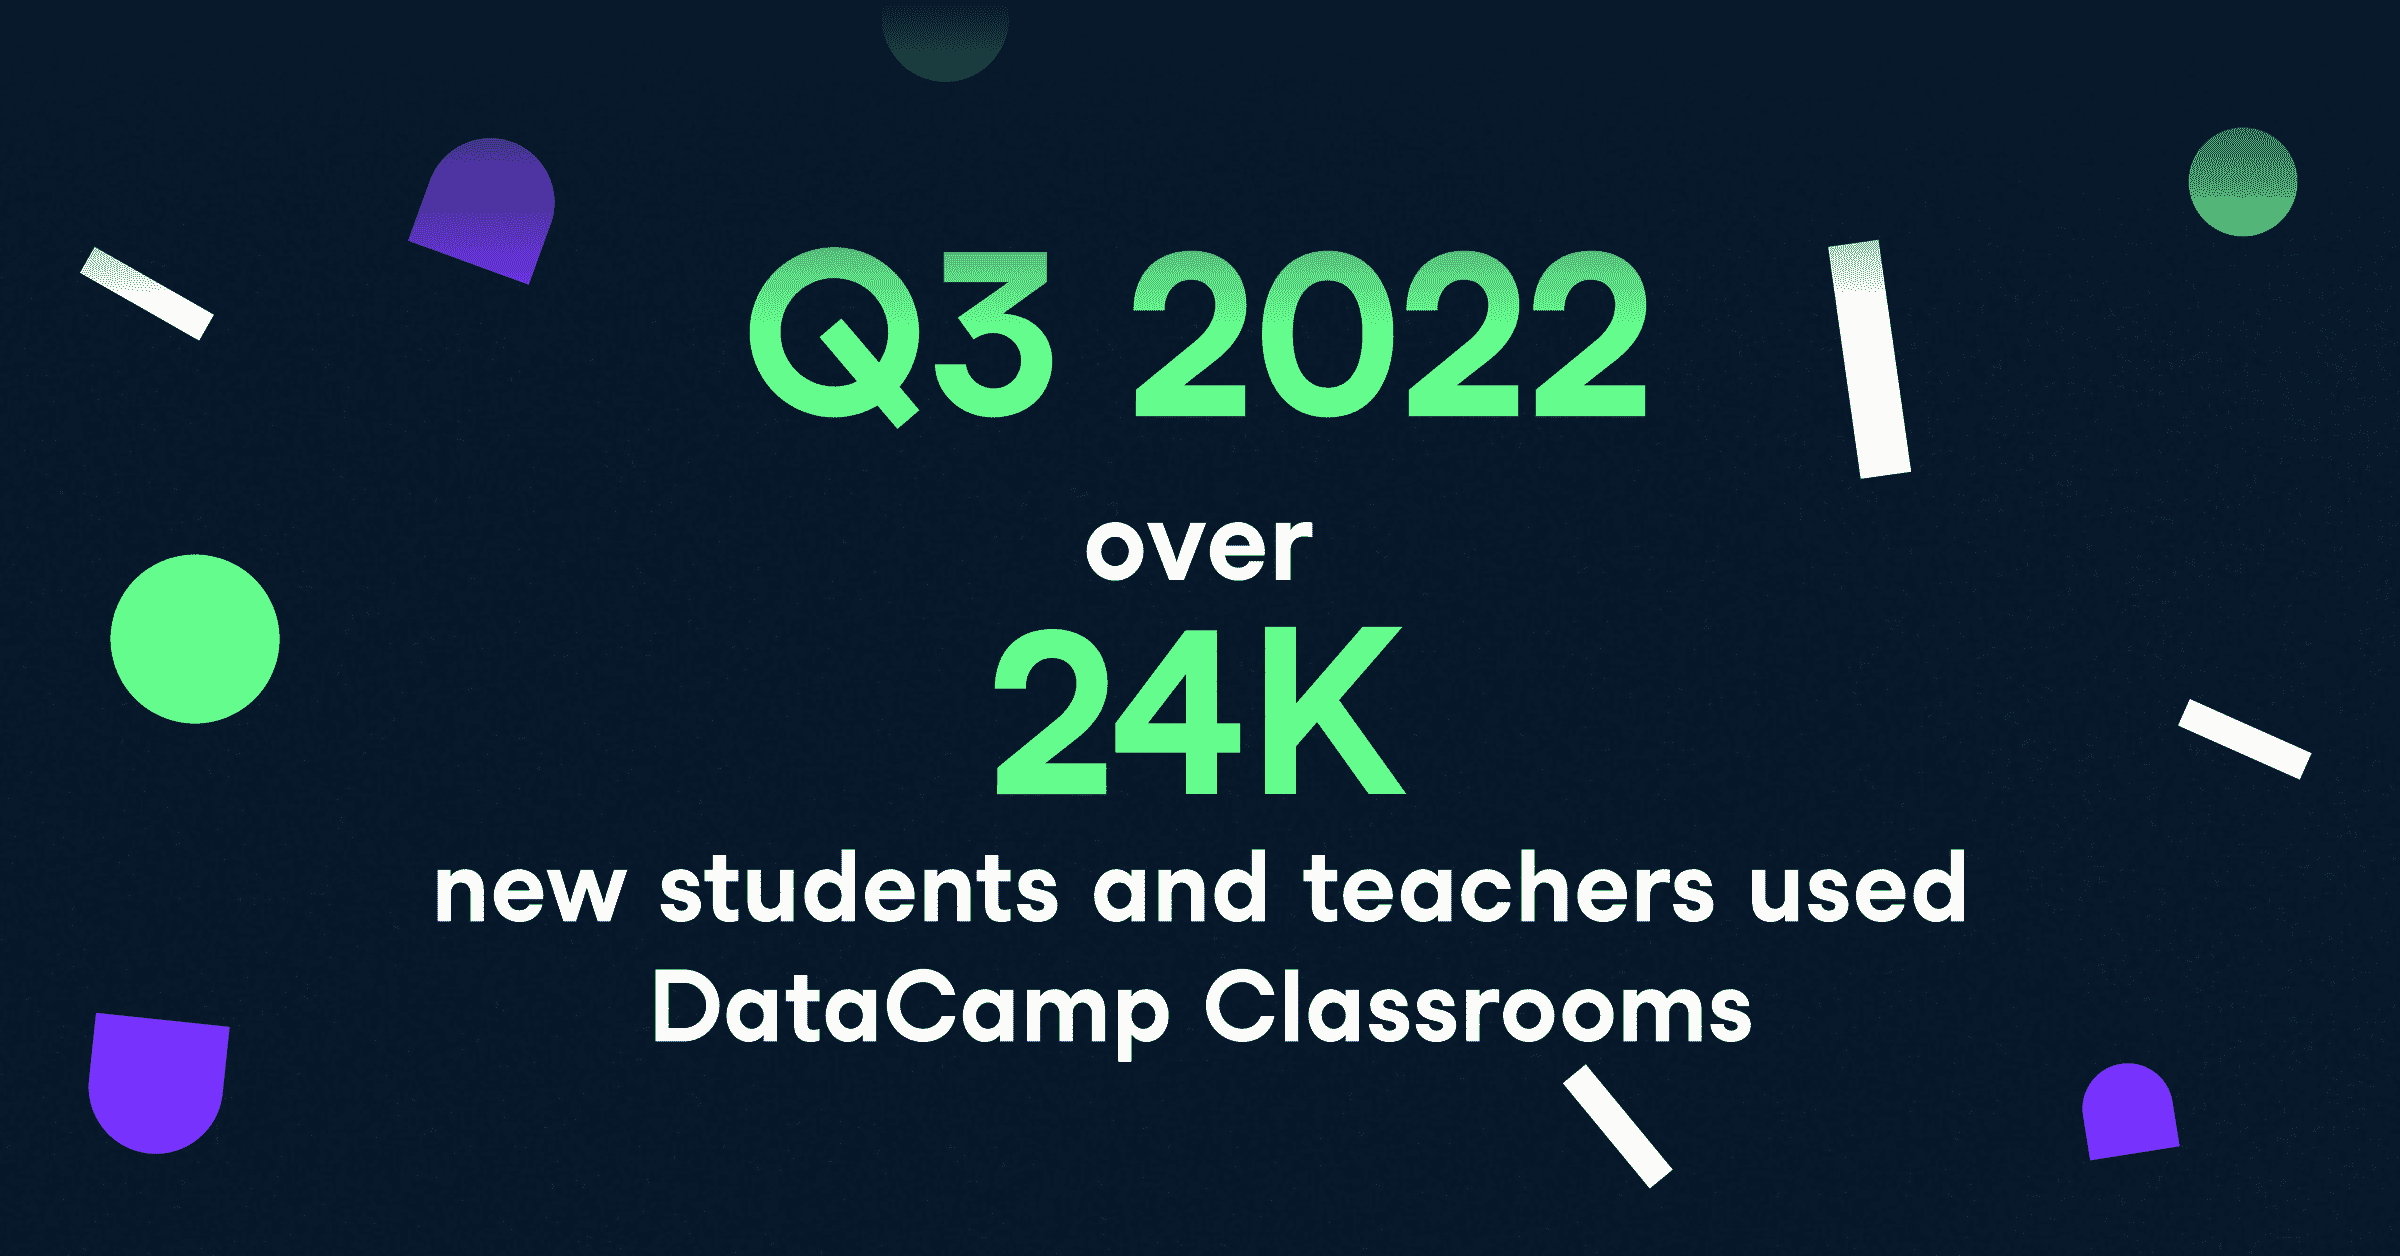 Q3 2022
over
24K
new students and teachers used
DataCamp Classrooms